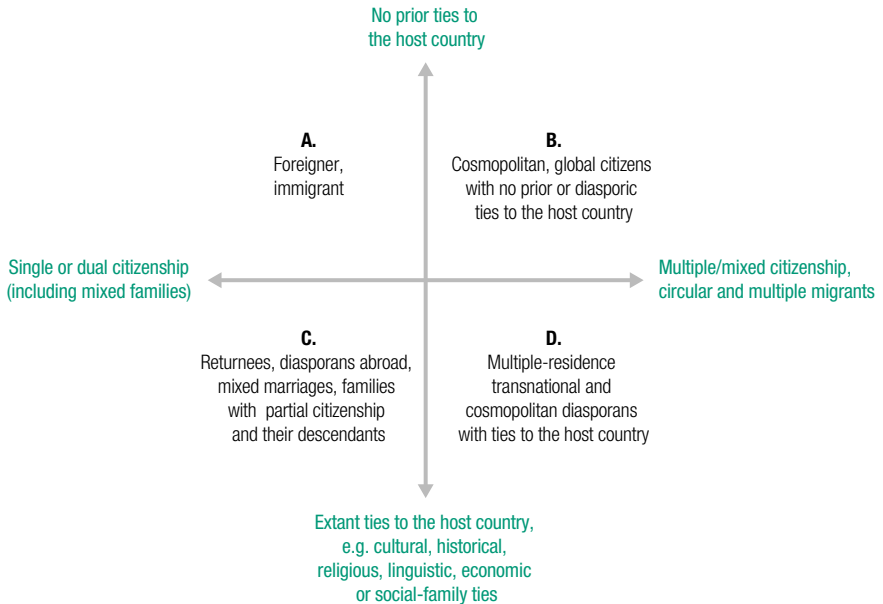 No prior ties to
the host country
A.
Foreigner,
immigrant
B.
Cosmopolitan, global citizens
with no prior or diasporic
ties to the host country
Single or dual citizenship
(including mixed families)
Multiple/mixed citizenship,
circular and multiple migrants
C.
Returnees, diasporans abroad,
mixed marriages, families
with partial citizenship
and their descendants
D.
Multiple-residence
transnational and
cosmopolitan diasporans
with ties to the host country
Extant ties to the host country,
e.g. cultural, historical,
religious, linguistic, economic
or social-family ties